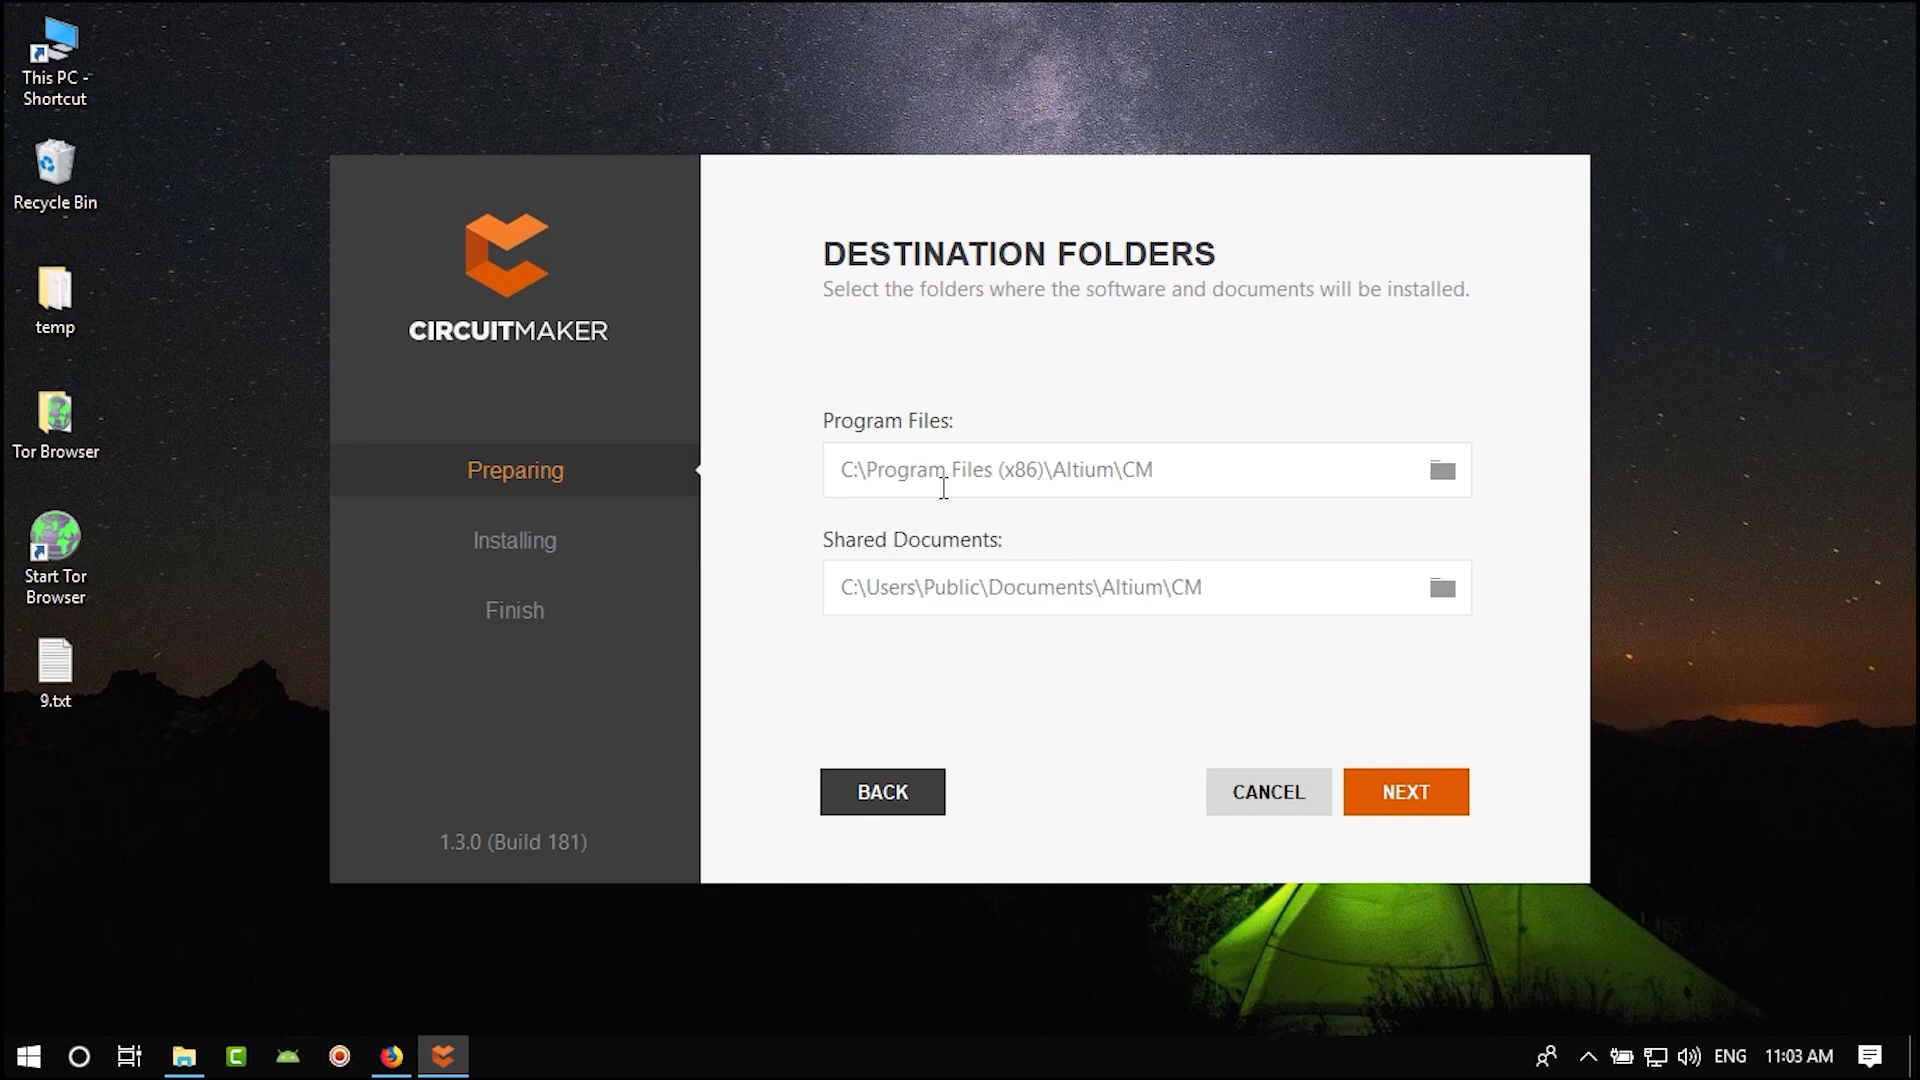 This PC -
Shortcut
Recycle Bin
temp
Tor Browser
Start Tor
Browser
9.txt
CIRCUITMAKER
Preparing
Installing
Finish
1.3.0 (Build 181)
DESTINATION FOLDERS
Select the folders where the software and documents will be installed.
Program Files:
C:\Program Files (x86)\Altium\CM
Shared Documents:
C:\Users\Public\Documents\Altium\CM
BACK
CANCEL
NEXT
ENG
11:03 AM